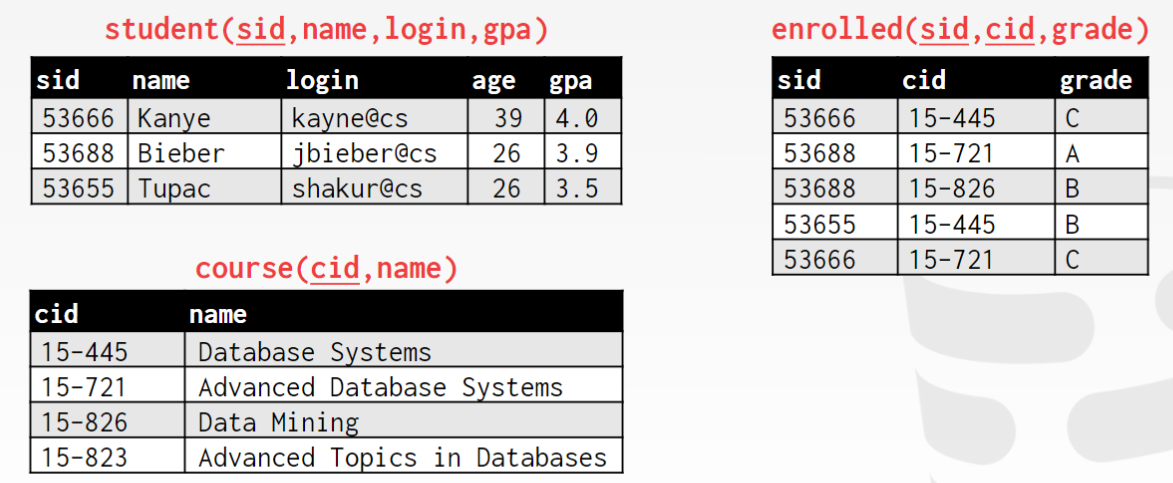 student(sid,name,login,gpa)
sid name login age gpa
53666 Kanye kayne@cs 39 4.0
53688 Bieber jbieber@cs 26 3.9
53655 Tupac shakur@cs 26 3.5
course(cid,name)
cid name
15-445 Database Systems
15-721 Advanced Database Systems
15-826 Data Mining
15-823 Advanced Topics in Databases
enrolled(sid,cid,grade)
sid cid grade
53666 15-445 C
53688 15-721 A
53688 15-826 B
53655 15-445 B
53666 15-721 C